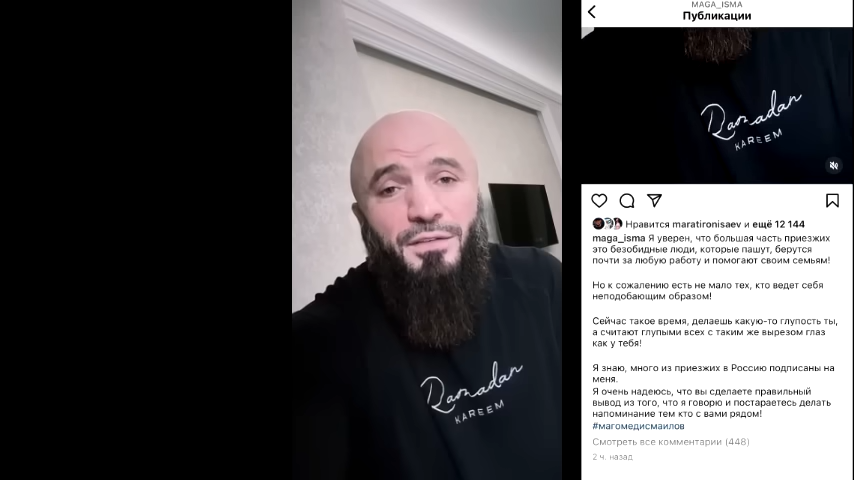 Ramadan
KAREEM
MAGA_ISMA
Публикации
Ramadan
KAREEM
Нравится maratironisaev и ещё 12 144
maga_isma Я уверен, что большая часть приезжих
это безобидные люди, которые пашут, берутся
почти за любую работу и помогают своим семьям!
Но к сожалению есть не мало тех, кто ведет себя
неподобающим образом!
Сейчас такое время, делаешь какую-то глупость ты,
а считают глупыми всех с таким же вырезом глаз
как у тебя!
Я знаю, много из приезжих в Россию подписаны на
меня.
Я очень надеюсь, что вы сделаете правильный
вывод из того, что я говорю и постараетесь делать
напоминание тем кто с вами рядом!
#магомедисмаилов
Смотреть все комментарии (448)
2 ч. назад